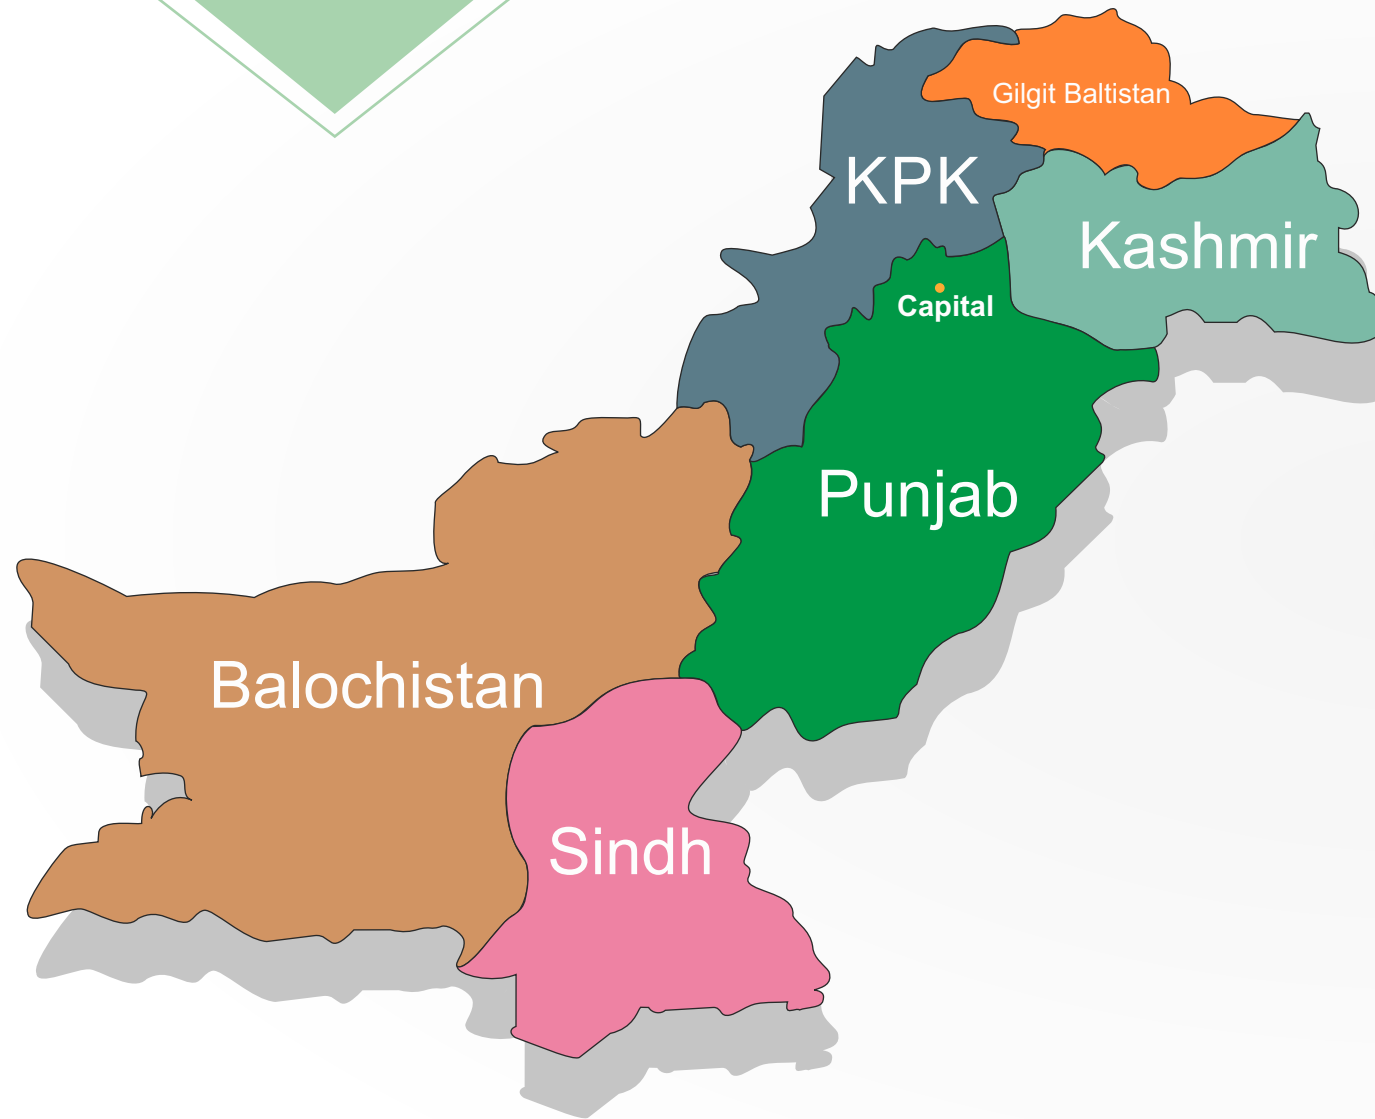 Gilgit Baltistan
KPK
Kashmir
Capital
Punjab
Balochistan
Sindh